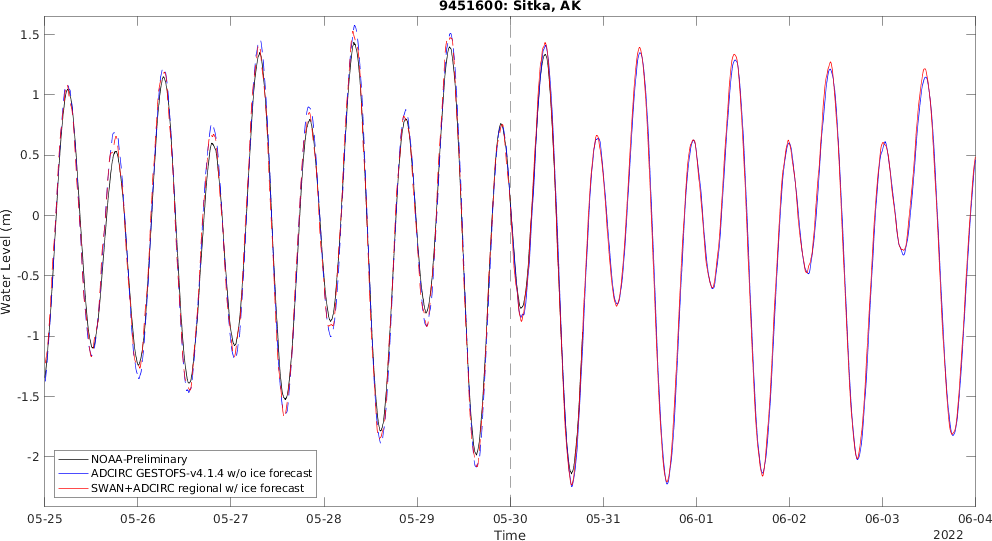 9451600: Sitka, AK
1.5
1
0.5
0
-0.5
-1
-1.5
-2
Water Level (m)
NOAA-Preliminary
ADCIRC GESTOFS-v4.1.4 w/o ice forecast
SWAN+ADCIRC regional w/ ice forecast
05-25 05-26 05-27 05-28 05-29 05-30 05-31 06-01 06-02 06-03 06-04
Time
2022